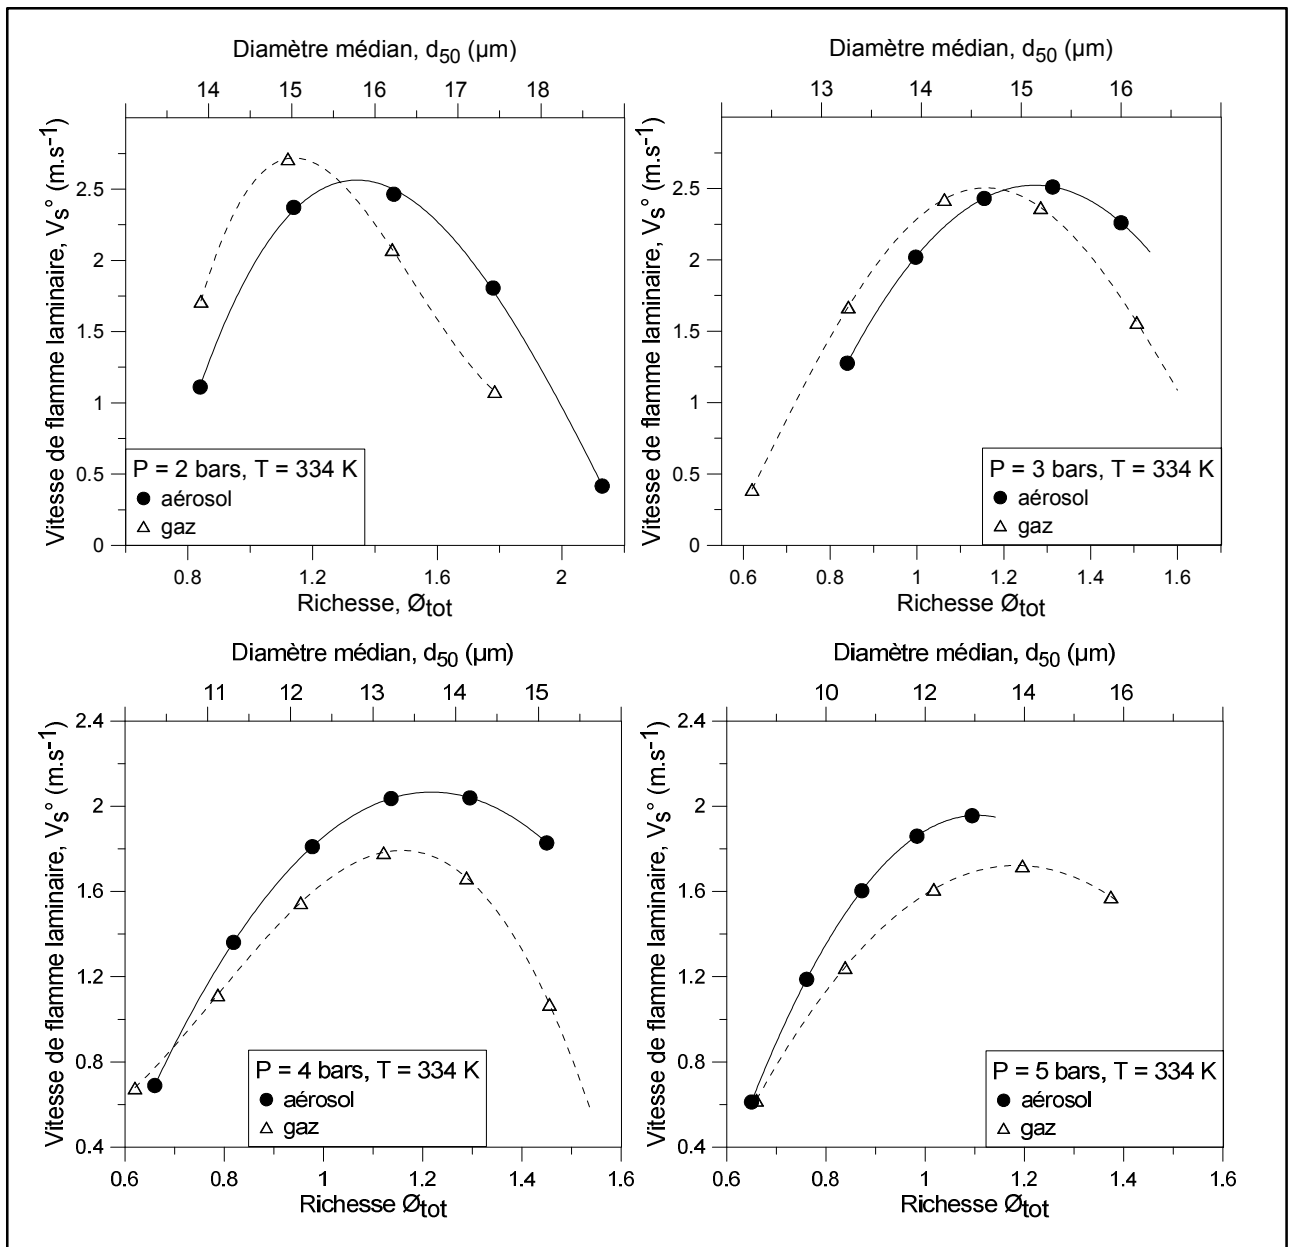 Diamètre médian, d50 (µm)
14 15 16 17 18
Vitesse de flamme laminaire, Vs° (m.s-1)
2.5
2
1.5
1
0.5
0
P = 2 bars, T = 334 K
aérosol
gaz
0.8 1.2 1.6 2
Richesse, Øtot
Diamètre médian, d50 (µm)
13 14 15 16
Vitesse de flamme laminaire, Vs° (m.s-1)
2.5
2
1.5
1
0.5
0
P = 3 bars, T = 334 K
aérosol
gaz
0.6 0.8 1 1.2 1.4 1.6
Richesse Øtot
Diamètre médian, d50 (µm)
11 12 13 14 15
Vitesse de flamme laminaire, Vs° (m.s-1)
2.4
2
1.6
1.2
0.8
0.4
P = 4 bars, T = 334 K
aérosol
gaz
0.6 0.8 1 1.2 1.4 1.6
Richesse Øtot
Diamètre médian, d50 (µm)
10 12 14 16
Vitesse de flamme laminaire, Vs° (m.s-1)
2.4
2
1.6
1.2
0.8
0.4
P = 5 bars, T = 334 K
aérosol
gaz
0.6 0.8 1 1.2 1.4 1.6
Richesse Øtot